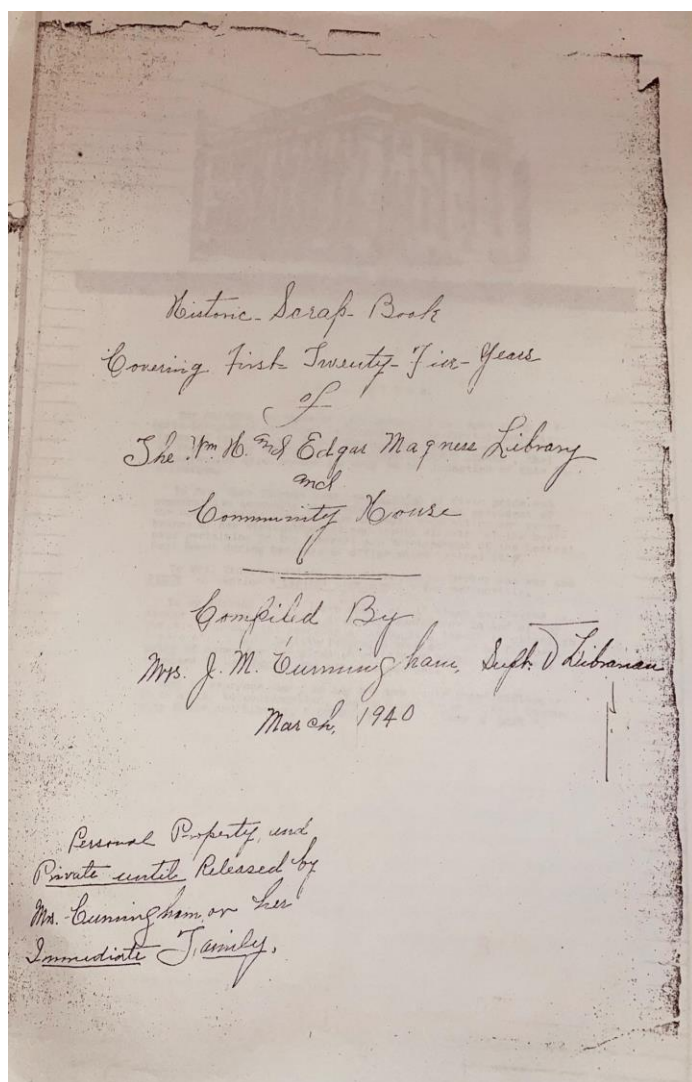 Historic - Scrap - Book
Covering First - Twenty - Five - Years
of
The Wm. H. and Edgar Magness Library
and
Community House
Compiled By
Mrs. J. M. Cunningham, Supt. & Librarian
March, 1940
Personal Property, and
Private until Released by
Mrs. Cunningham or her
Immediate Family.